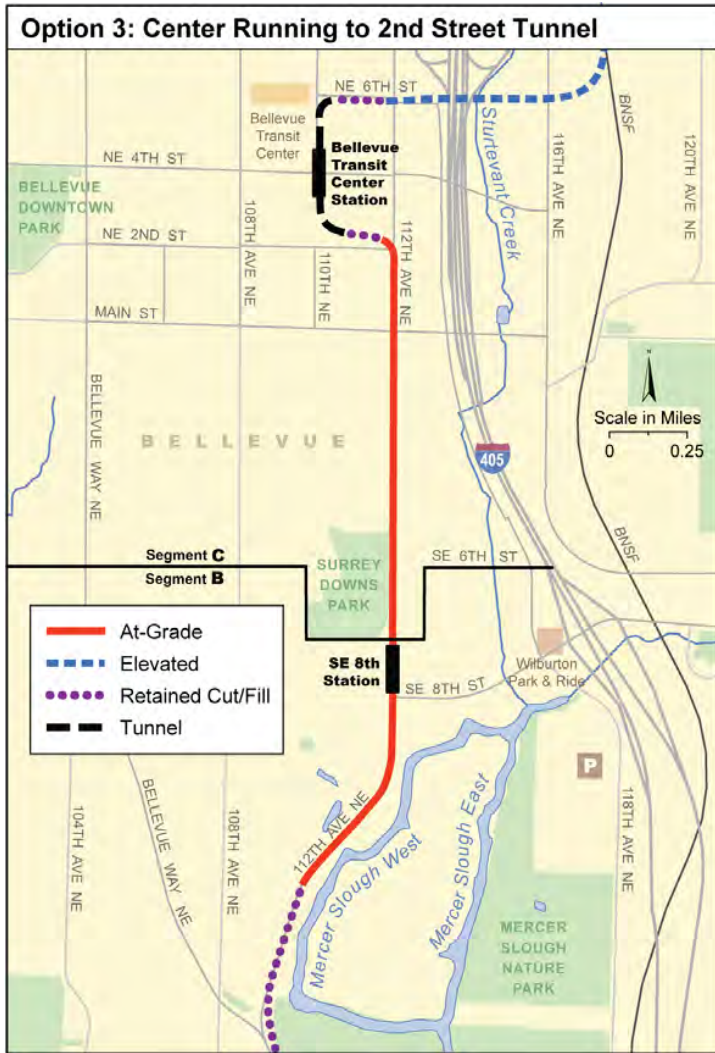 Option 3: Center Running to 2nd Street Tunnel
NE 6TH ST
Bellevue
Transit
Center
Bellevue
Transit
Center
Station
Sturtevant Creek
BNSF
116TH AVE NE
120TH AVE NE
NE 4TH ST
BELLEVUE
DOWNTOWN
PARK
108TH AVE NE
110TH NE
112TH AVE NE
NE 2ND ST
MAIN ST
BELLEVUE WAY NE
BELLEVUE
N
Scale in Miles
0 0.25
405
BNSF
Segment C
Segment B
SURREY
DOWNS
PARK
SE 6TH ST
At-Grade
Elevated
Retained Cut/Fill
Tunnel
SE 8th
Station
SE 8TH ST
Wilburton
Park & Ride
P
112TH AVE NE
BELLEVUE WAY NE
104TH AVE NE
108TH AVE NE
Mercer Slough West
Mercer Slough East
118TH AVE NE
MERCER
SLOUGH
NATURE
PARK